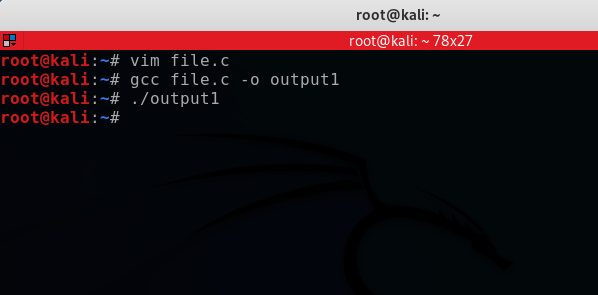 root@kali: ~
root@kali: ~ 78x27
root@kali:~# vim file.c
root@kali:~# gcc file.c -o output1
root@kali:~# ./output1
root@kali:~#